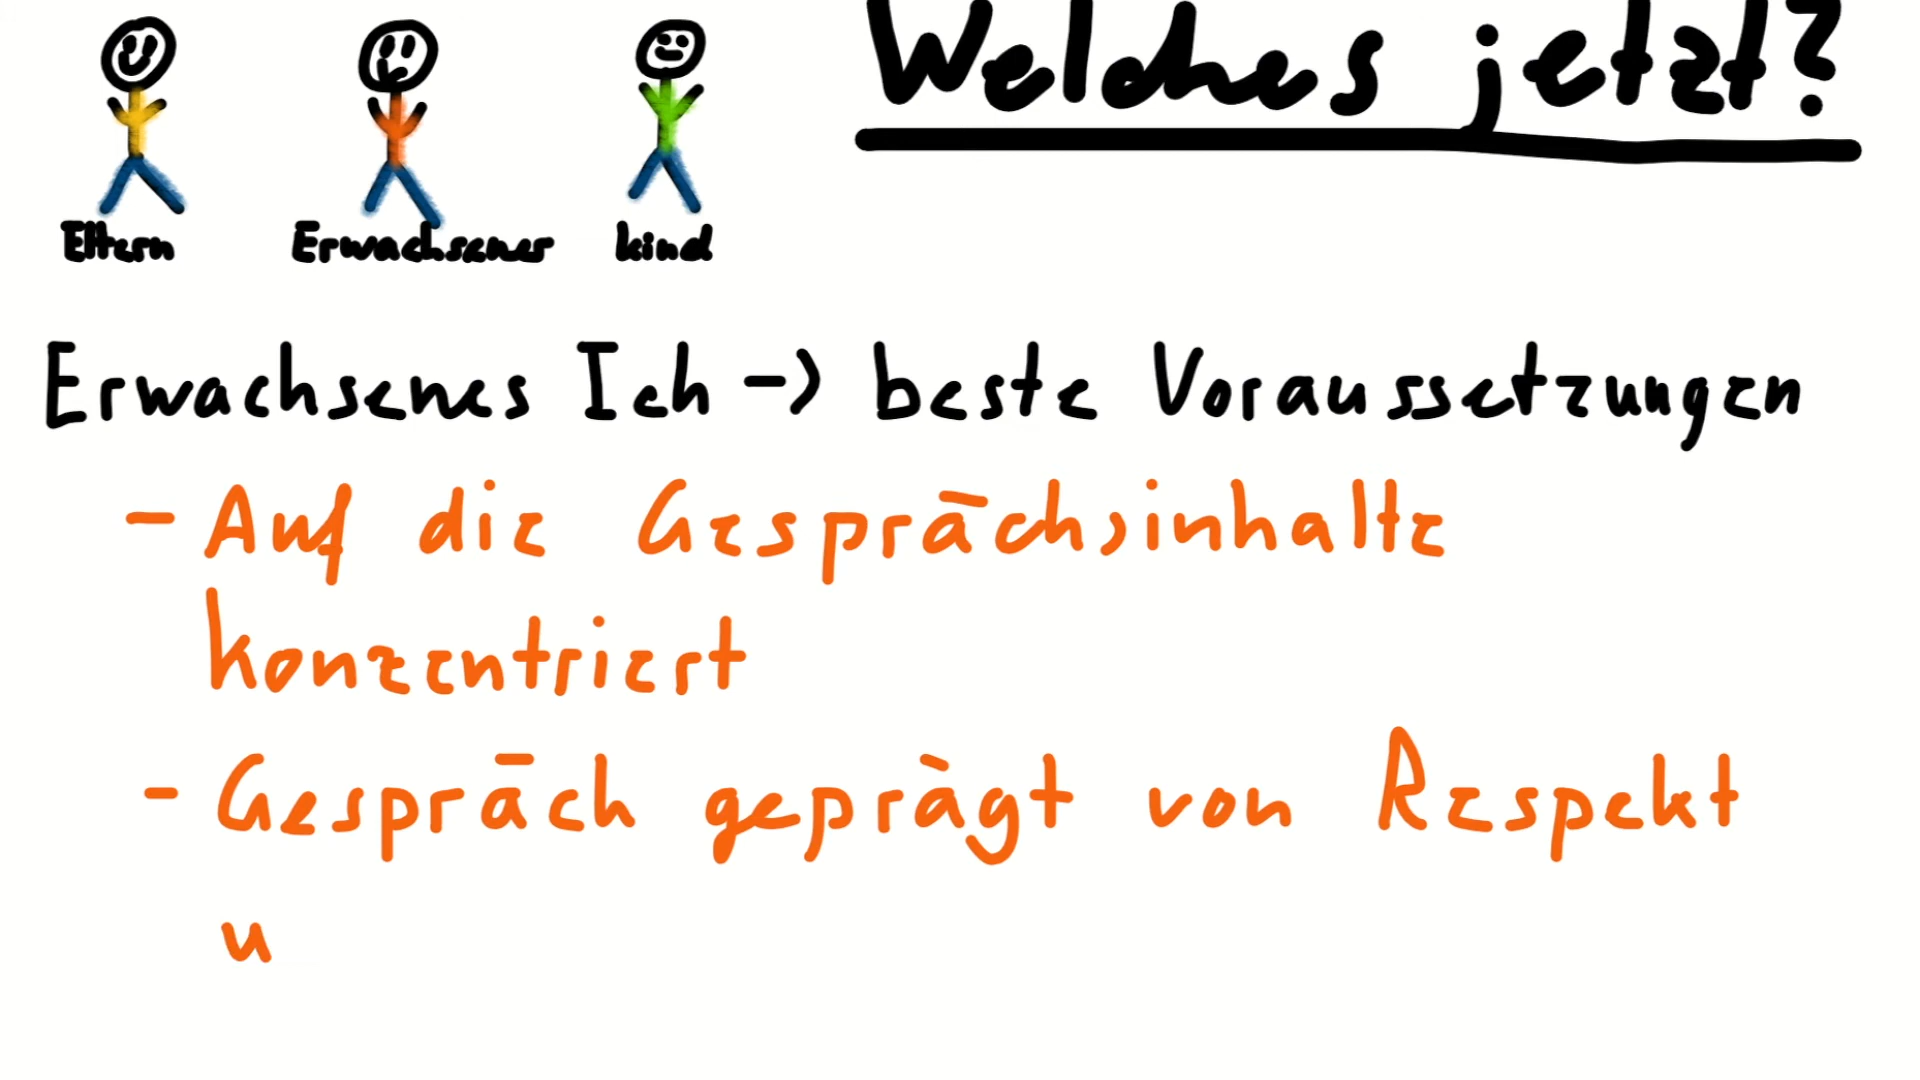 Welches jetzt?
Eltern Erwachsener kind
Erwachsenes Ich -> beste Voraussetzungen
- Auf die Gesprächsinhalte
konzentriert
- Gespräch geprägt von Respekt
u